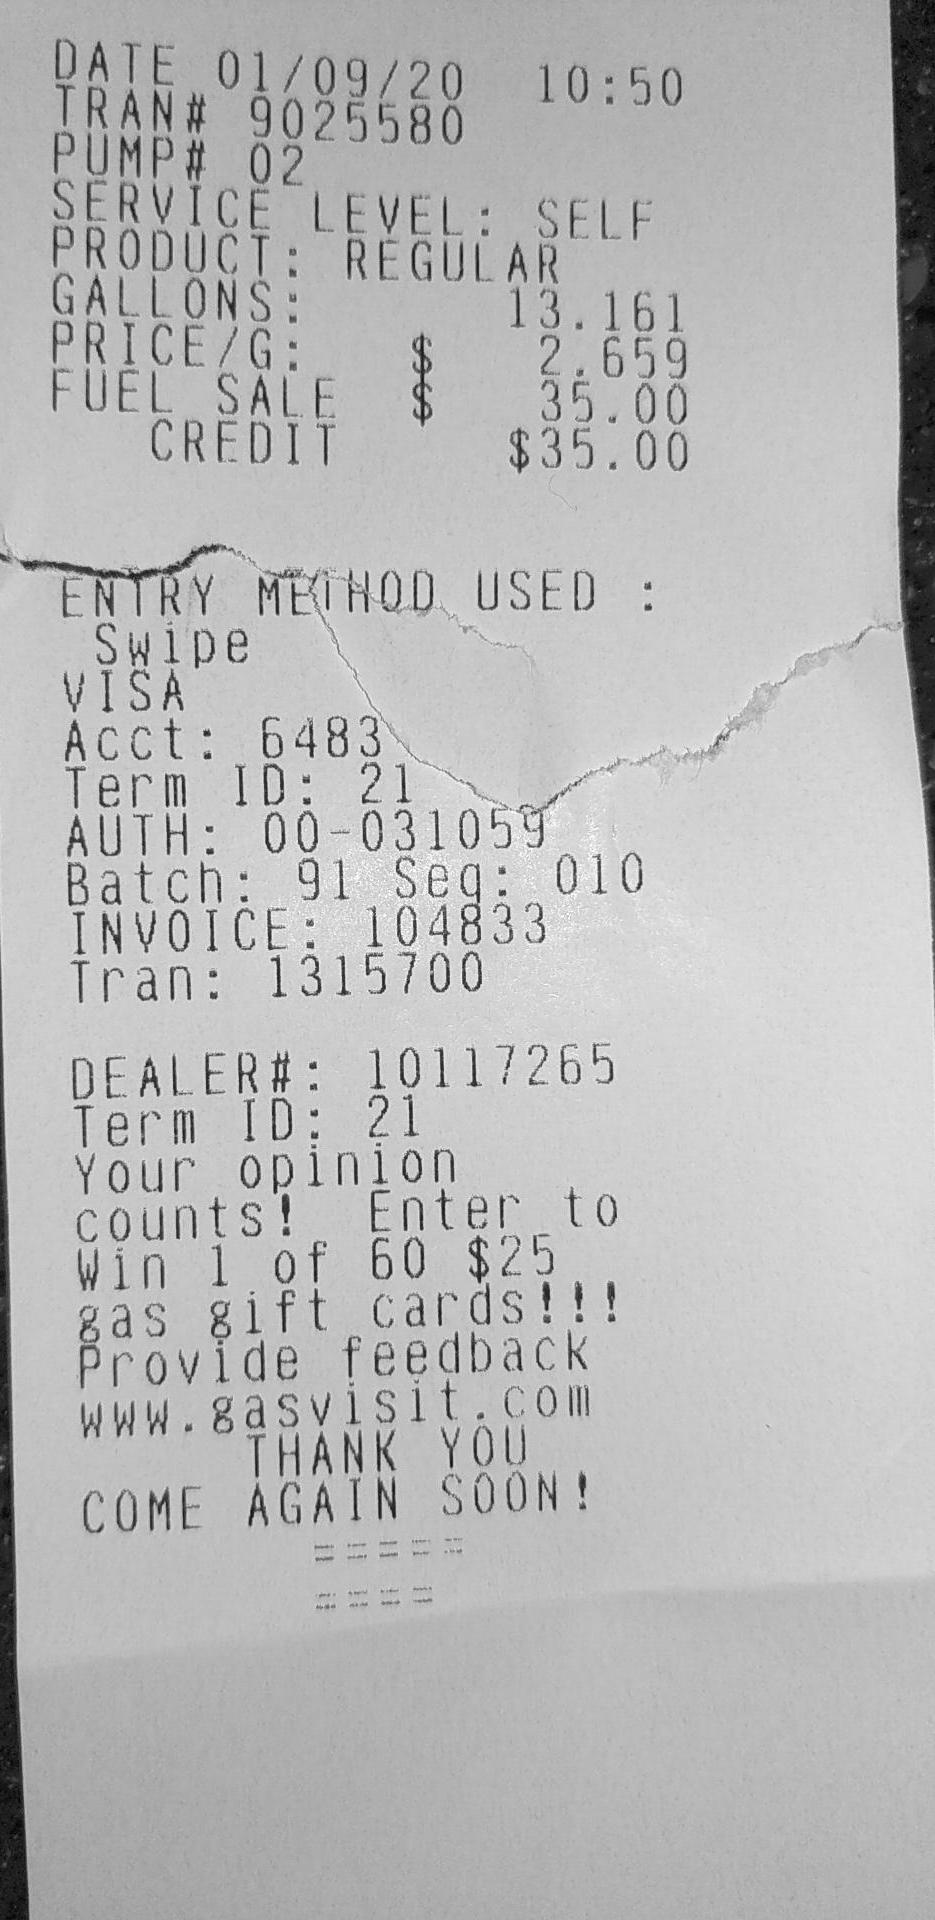 DATE 01/09/20 10:50
TRAN# 9025580
PUMP# 02
SERVICE LEVEL: SELF
PRODUCT: REGULAR
GALLONS: 13.161
PRICE/G: $ 2.659
FUEL SALE $ 35.00
CREDIT $35.00
ENTRY METHOD USED :
Swipe
VISA
Acct: 6483
Term ID: 21
AUTH: 00-031059
Batch: 91 Seq: 010
INVOICE: 104833
Tran: 1315700
DEALER#: 10117265
Term ID: 21
Your opinion
counts! Enter to
Win 1 of 60 $25
gas gift cards!!!
Provide feedback
www.gasvisit.com
THANK YOU
COME AGAIN SOON!
=====
====